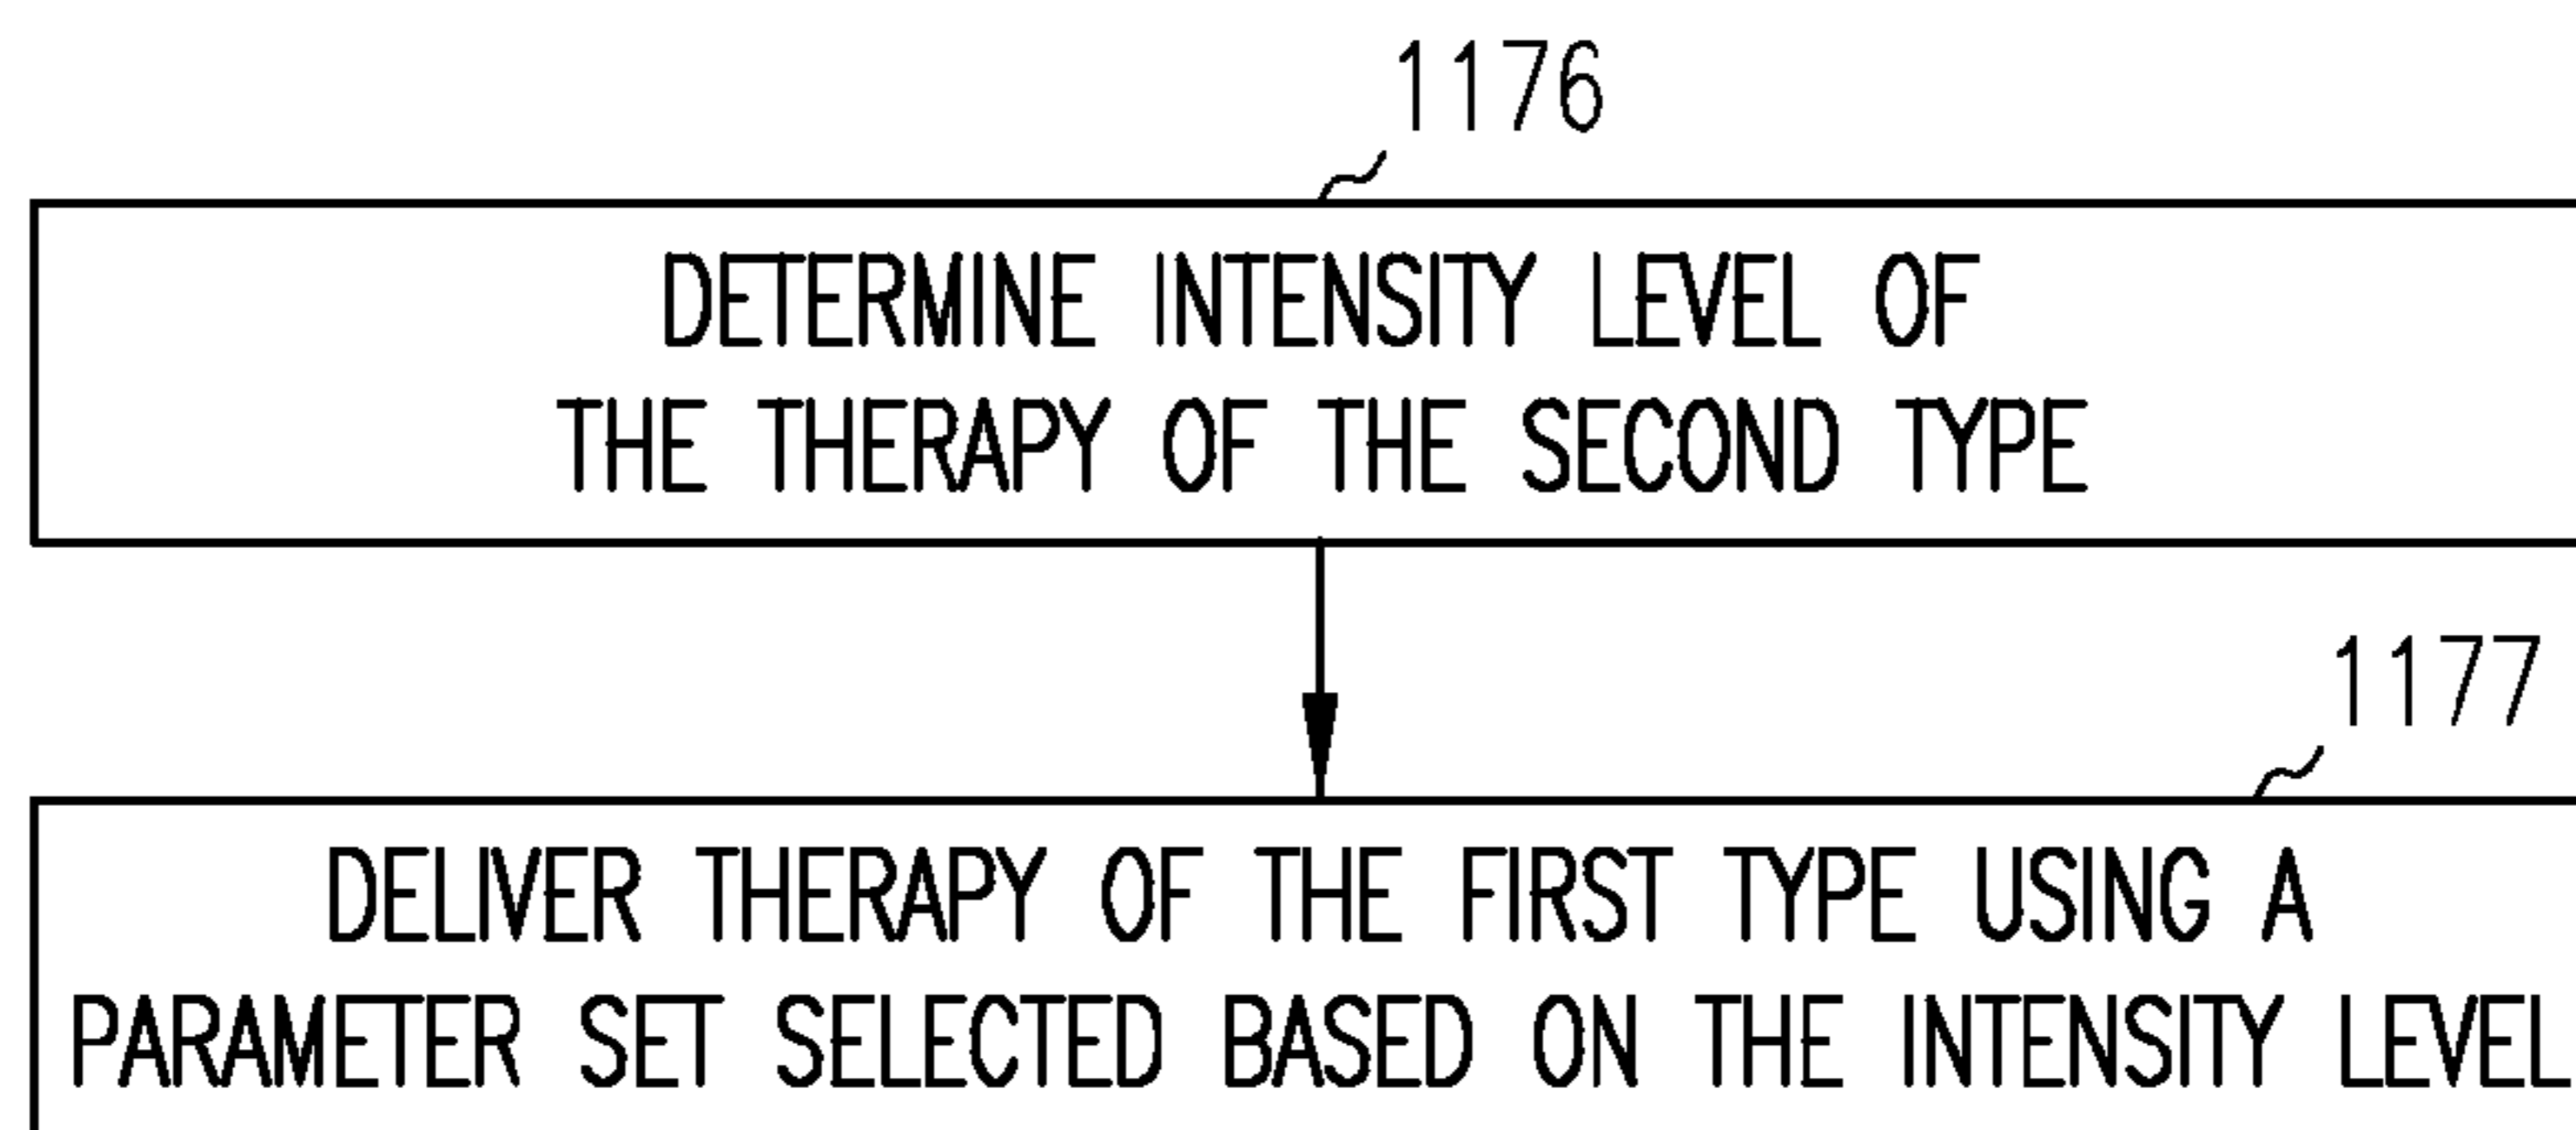 1176
DETERMINE INTENSITY LEVEL OF
THE THERAPY OF THE SECOND TYPE
1177
DELIVER THERAPY OF THE FIRST TYPE USING A
PARAMETER SET SELECTED BASED ON THE INTENSITY LEVEL